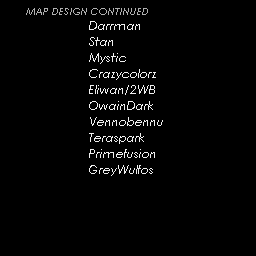 MAP DESIGN CONTINUED
Darrman
Stan
Mystic
Crazycolorz
Eliwan/2WB
OwainDark
Vennobennu
Teraspark
Primefusion
GreyWulfos